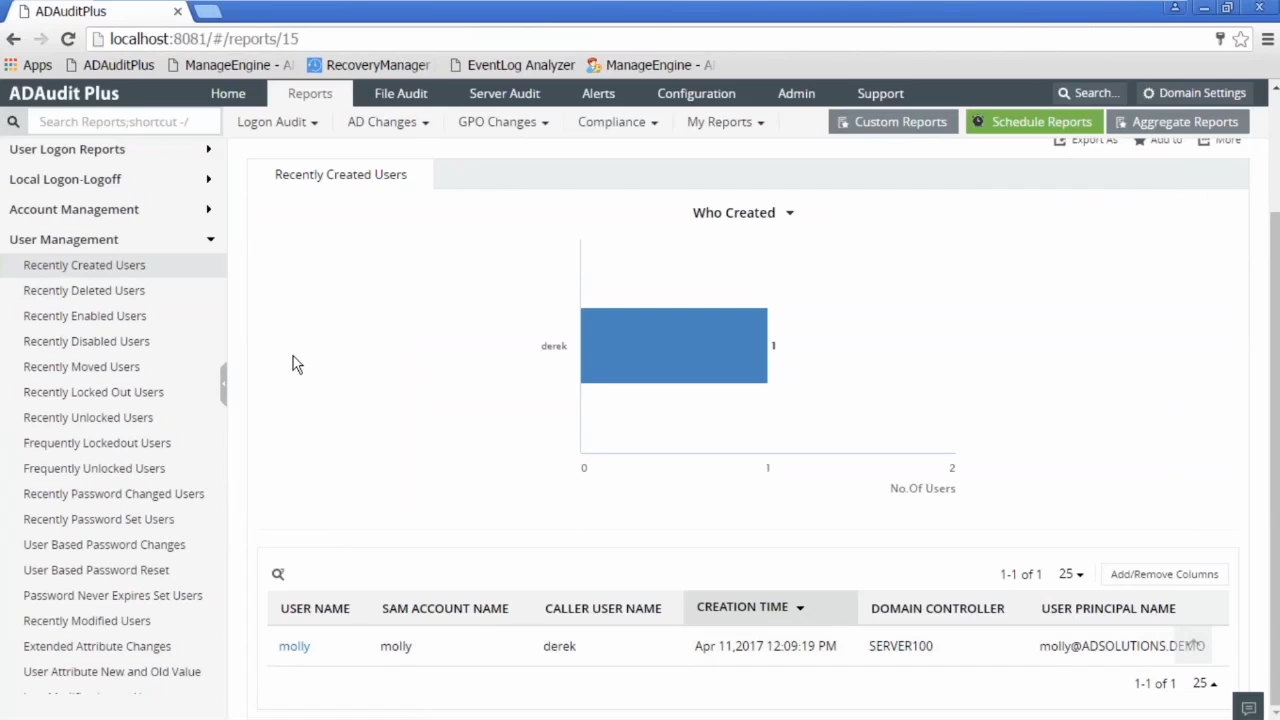 ADAuditPlus
localhost:8081/#/reports/15
Apps ADAuditPlus ManageEngine - A RecoveryManager EventLog Analyzer ManageEngine - A
ADAudit Plus Home Reports File Audit Server Audit Alerts Configuration Admin Support Search... Domain Settings
Search Reports;shortcut -/ Logon Audit AD Changes GPO Changes Compliance My Reports Custom Reports Schedule Reports Aggregate Reports
Export As Add to More
User Logon Reports
Local Logon-Logoff
Account Management
User Management
Recently Created Users
Recently Deleted Users
Recently Enabled Users
Recently Disabled Users
Recently Moved Users
Recently Locked Out Users
Recently Unlocked Users
Frequently Lockedout Users
Frequently Unlocked Users
Recently Password Changed Users
Recently Password Set Users
User Based Password Changes
User Based Password Reset
Password Never Expires Set Users
Recently Modified Users
Extended Attribute Changes
User Attribute New and Old Value
Recently Created Users
Who Created
derek
1
0 1 2
No.Of Users
1-1 of 1 25 Add/Remove Columns
USER NAME SAM ACCOUNT NAME CALLER USER NAME CREATION TIME DOMAIN CONTROLLER USER PRINCIPAL NAME
molly molly derek Apr 11,2017 12:09:19 PM SERVER100 molly@ADSOLUTIONS.DEMO
1-1 of 1 25